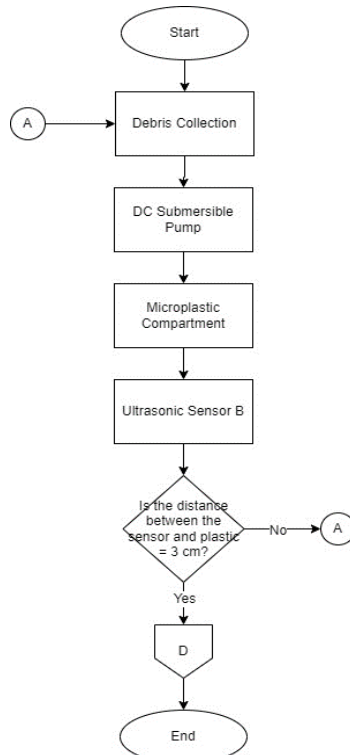 Start
A
Debris Collection
DC Submersible
Pump
Microplastic
Compartment
Ultrasonic Sensor B
Is the distance
between the
sensor and plastic
= 3 cm?
No
A
Yes
D
End